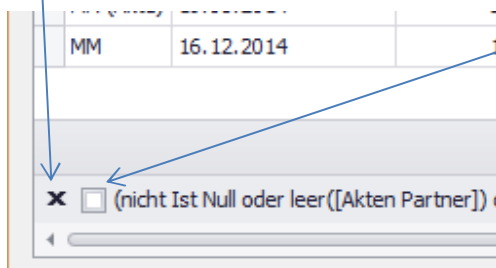 MM 16.12.2014
(nicht Ist Null oder leer([Akten Partner])